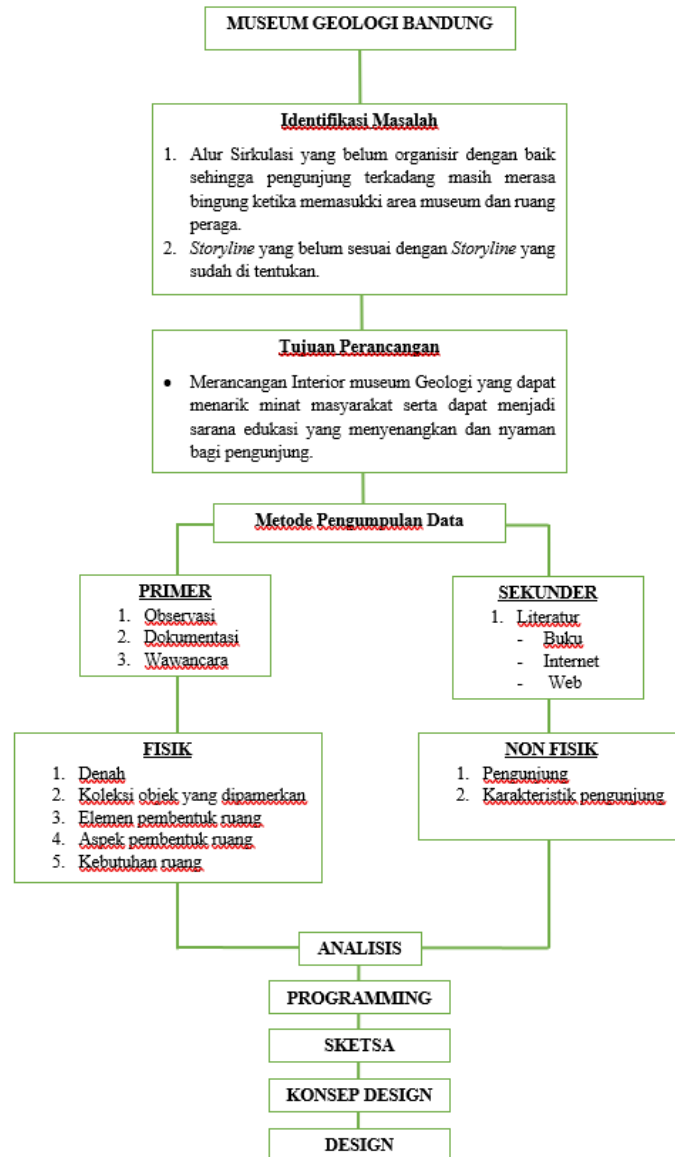 MUSEUM GEOLOGI BANDUNG
Identifikasi Masalah
1. Alur Sirkulasi yang belum organisir dengan baik
sehingga pengunjung terkadang masih merasa
bingung ketika memasukki area museum dan ruang
peraga.
2. Storyline yang belum sesuai dengan Storyline yang
sudah di tentukan.
Tujuan Perancangan
• Merancangan Interior museum Geologi yang dapat
menarik minat masyarakat serta dapat menjadi
sarana edukasi yang menyenangkan dan nyaman
bagi pengunjung.
Metode Pengumpulan Data
PRIMER
1. Observasi
2. Dokumentasi
3. Wawancara
SEKUNDER
1. Literatur
- Buku
- Internet
- Web
FISIK
1. Denah
2. Koleksi objek yang dipamerkan
3. Elemen pembentuk ruang
4. Aspek pembentuk ruang
5. Kebutuhan ruang
NON FISIK
1. Pengunjung
2. Karakteristik pengunjung
ANALISIS
PROGRAMMING
SKETSA
KONSEP DESIGN
DESIGN